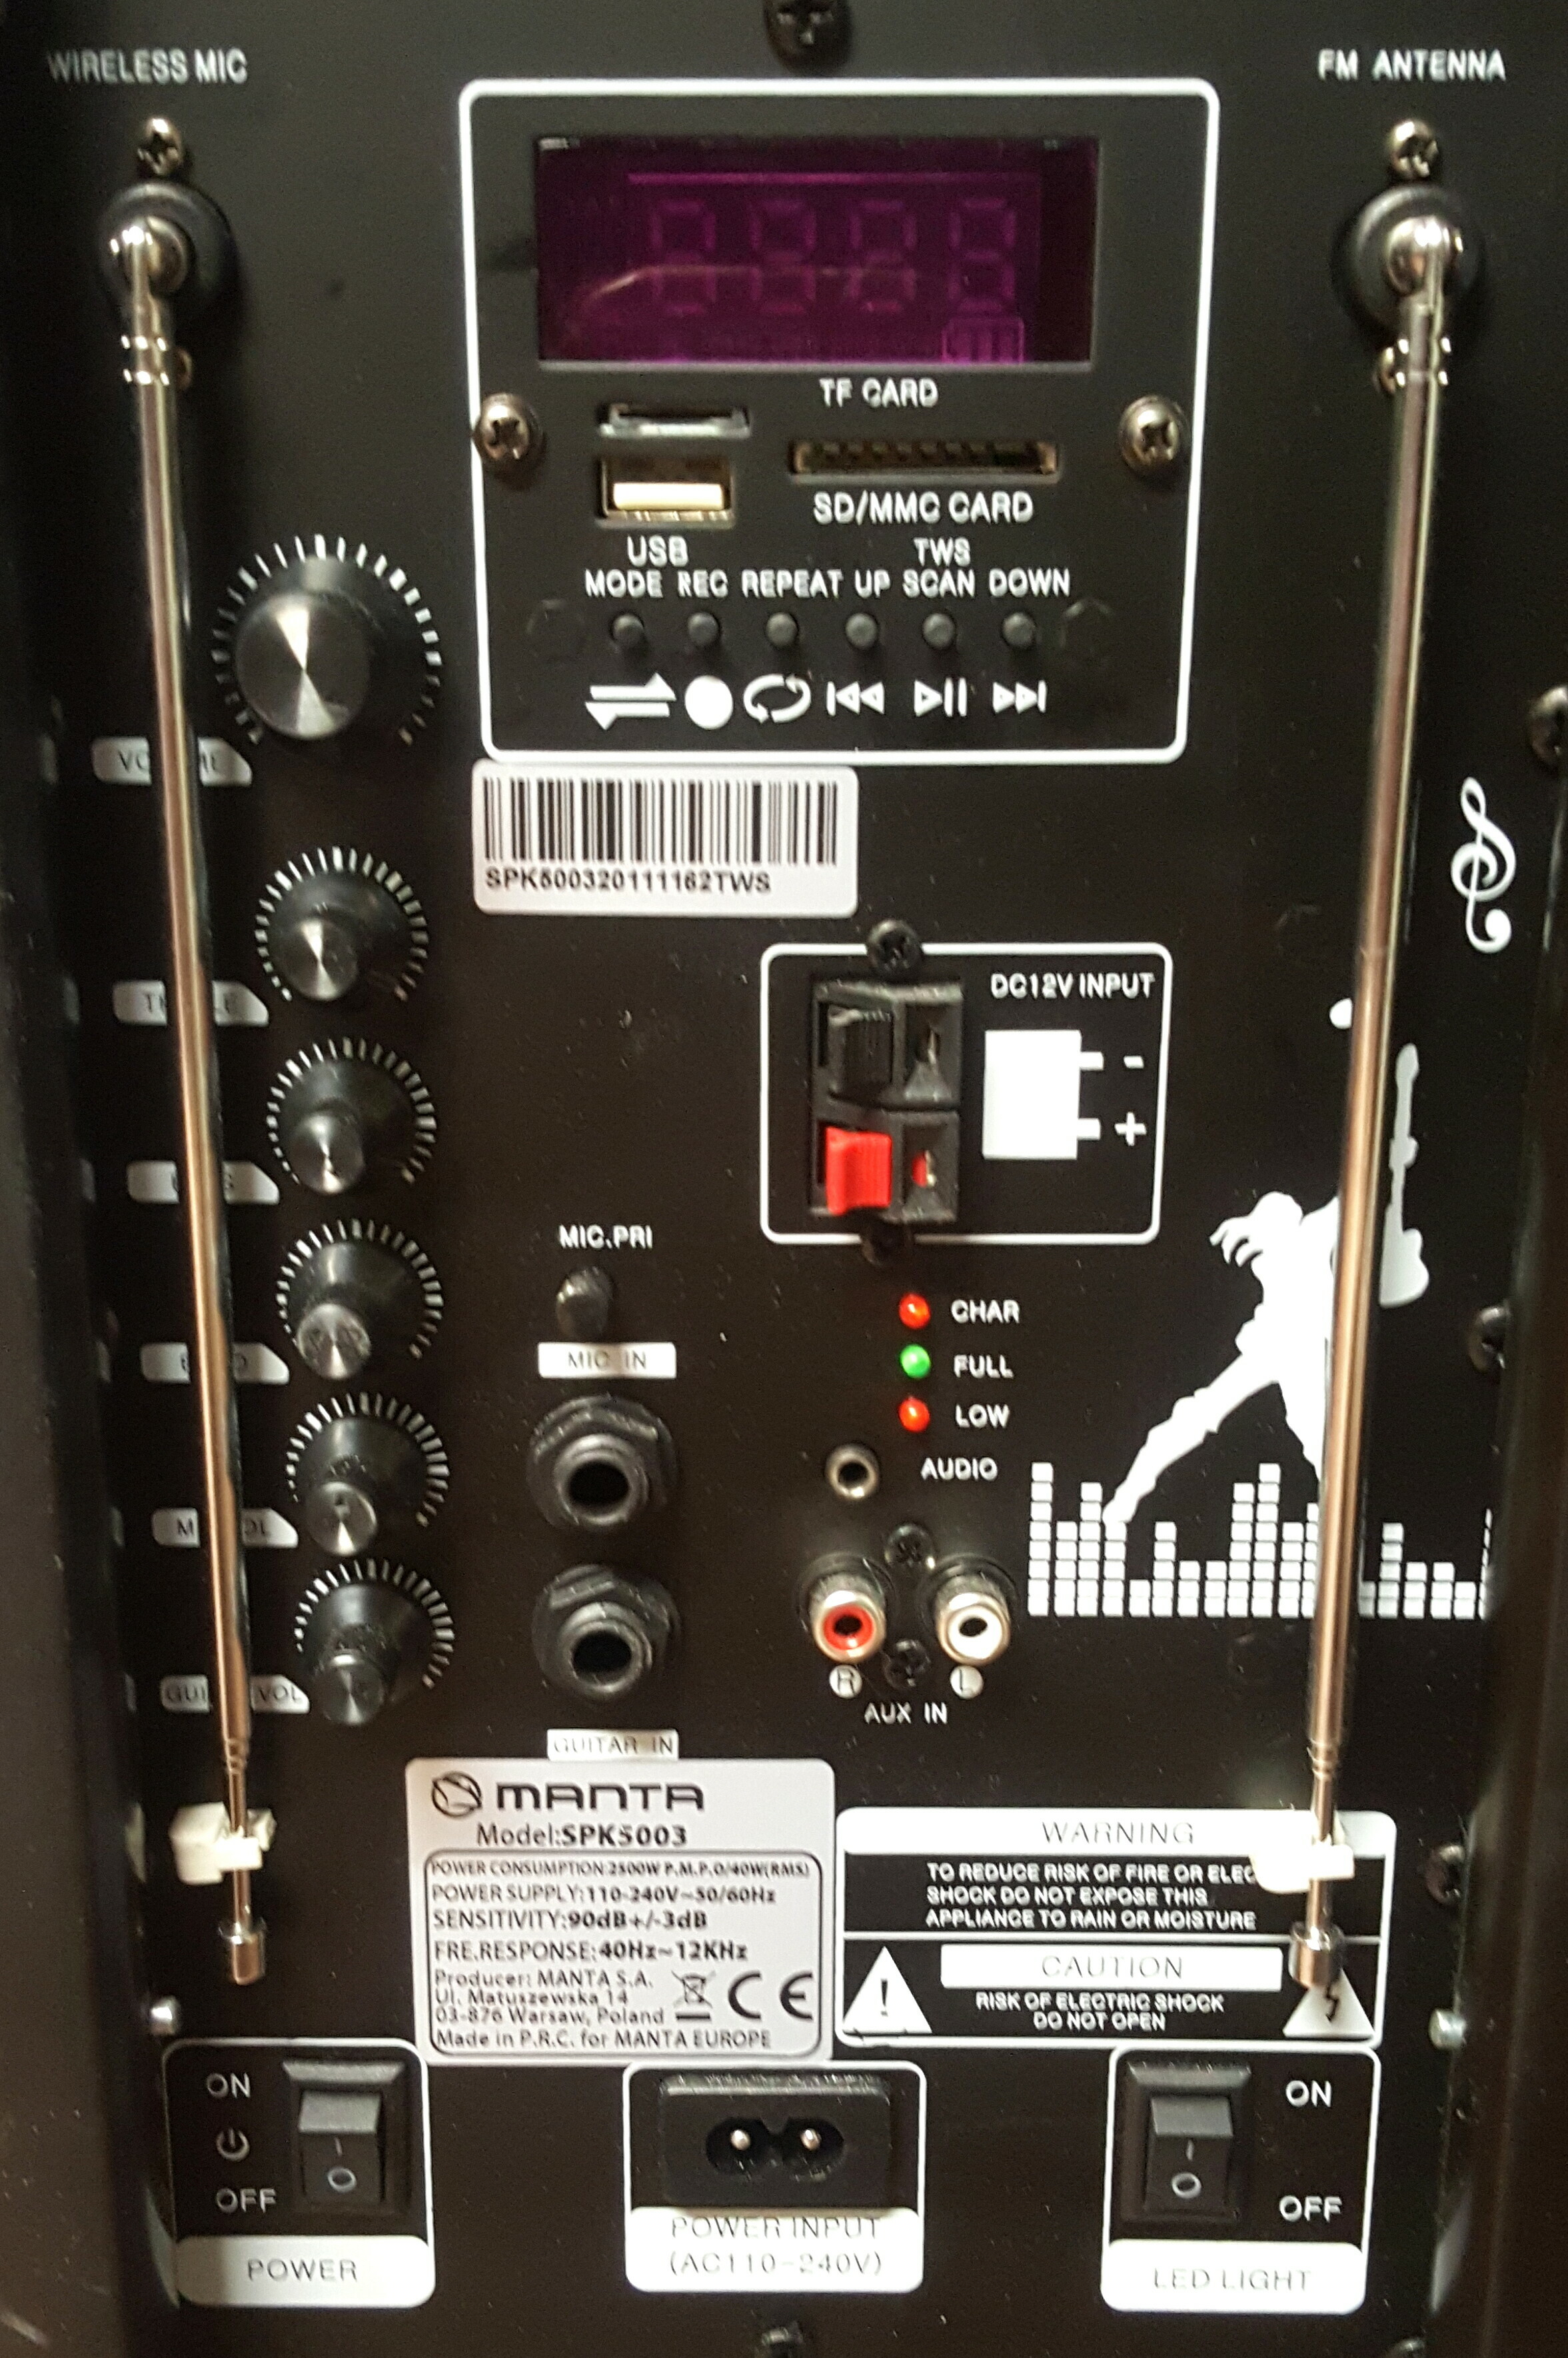 WIRELESS MIC
FM ANTENNA
TF CARD
SD/MMC CARD
USB
TWS
MODE REC REPEAT UP SCAN DOWN
SPK500320111162TWS
DC12V INPUT
-
+
MIC.PRI
MIC IN
CHAR
FULL
LOW
AUDIO
R
L
AUX IN
VOL
GUITAR IN
MANTA
Model:SPK5003
POWER CONSUMPTION:2500W P.M.P.O/40W(RMS)
POWER SUPPLY:110-240V~50/60Hz
SENSITIVITY:90dB+/-3dB
FRE.RESPONSE:40Hz~12KHz
Producer: MANTA S.A.
Ul. Matuszewska 14
03-876 Warsaw, Poland
CE
Made in P.R.C. for MANTA EUROPE
WARNING
TO REDUCE RISK OF FIRE OR ELEC
SHOCK DO NOT EXPOSE THIS
APPLIANCE TO RAIN OR MOISTURE
CAUTION
!
RISK OF ELECTRIC SHOCK
DO NOT OPEN
ON
OFF
POWER
POWER INPUT
(AC110-240V)
ON
OFF
LED LIGHT